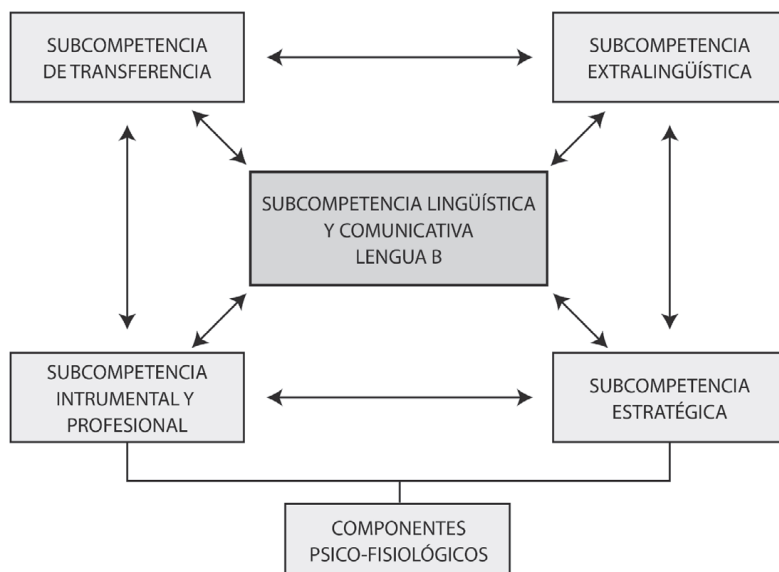 SUBCOMPETENCIA
DE TRANSFERENCIA
SUBCOMPETENCIA
EXTRALINGÜÍSTICA
SUBCOMPETENCIA LINGÜÍSTICA
Y COMUNICATIVA
LENGUA B
SUBCOMPETENCIA
INTRUMENTAL Y
PROFESIONAL
SUBCOMPETENCIA
ESTRATÉGICA
COMPONENTES
PSICO-FISIOLÓGICOS